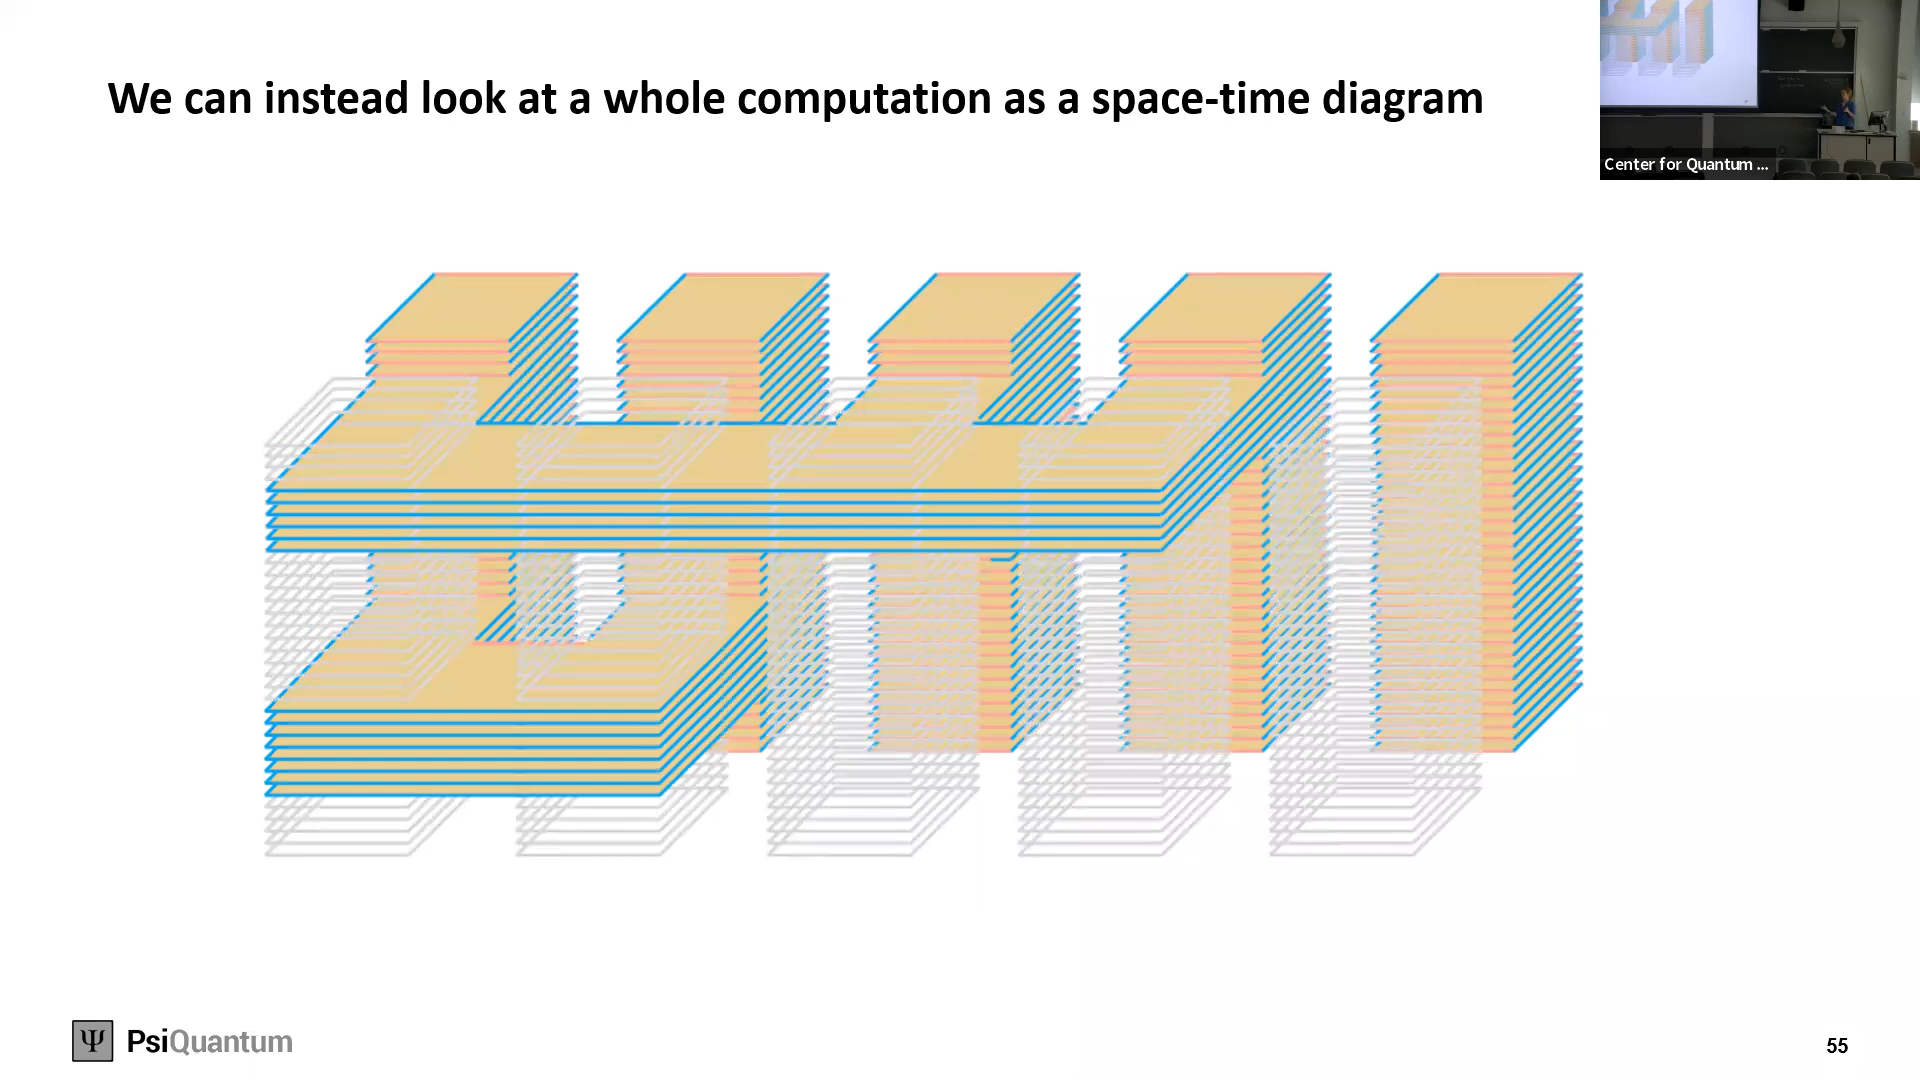 We can instead look at a whole computation as a space-time diagram
Center for Quantum ...
Ψ PsiQuantum
55